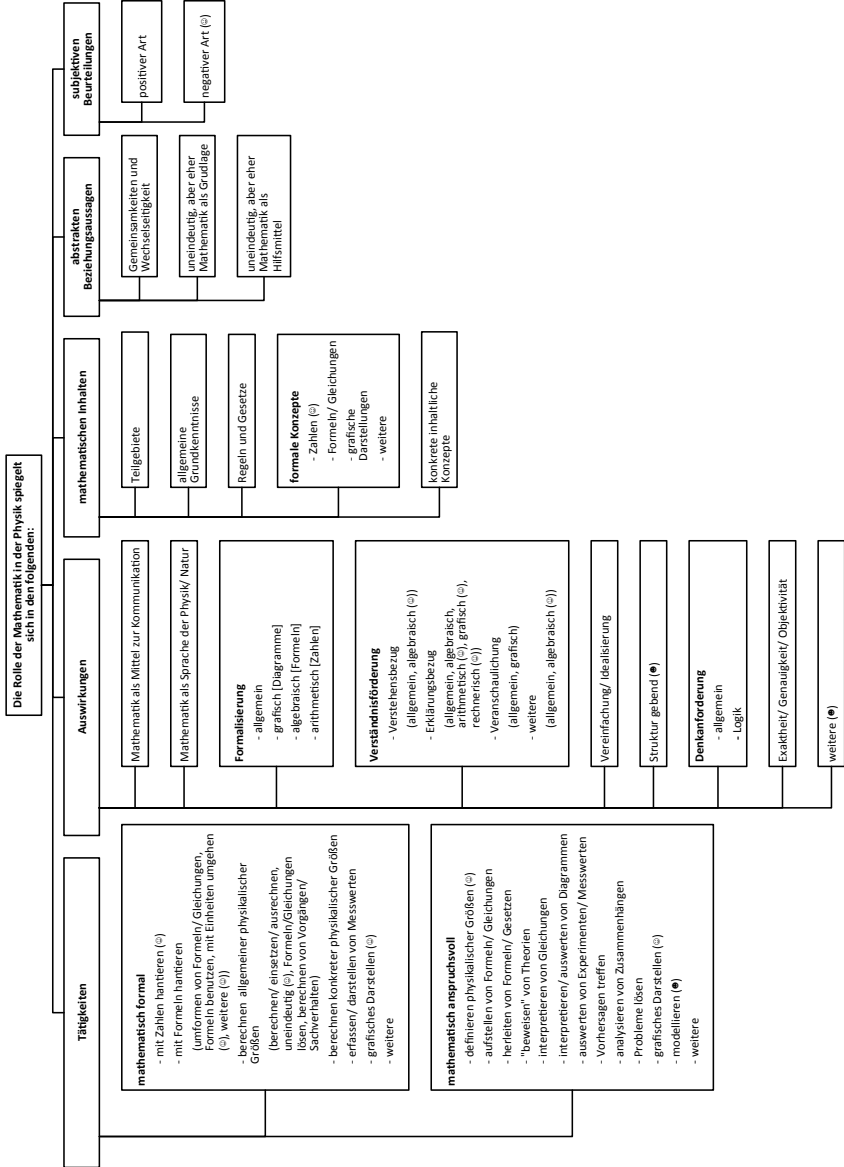 Die Rolle der Mathematik in der Physik spiegelt
sich in den folgenden:
Tätigkeiten
mathematisch formal
- mit Zahlen hantieren (☺)
- mit Formeln hantieren
(umformen von Formeln/ Gleichungen,
Formeln benutzen, mit Einheiten umgehen
(☺), weitere (☺))
- berechnen allgemeiner physikalischer
Größen
(berechnen/ einsetzen/ ausrechnen,
uneindeutig (☺), Formeln/Gleichungen
lösen, berechnen von Vorgängen/
Sachverhalten)
- berechnen konkreter physikalischer Größen
- erfassen/ darstellen von Messwerten
- grafisches Darstellen (☺)
- weitere
mathematisch anspruchsvoll
- definieren physikalischer Größen (☺)
- aufstellen von Formeln/ Gleichungen
- herleiten von Formeln/ Gesetzen
- "beweisen" von Theorien
- interpretieren von Gleichungen
- interpretieren/ auswerten von Diagrammen
- auswerten von Experimenten/ Messwerten
- Vorhersagen treffen
- analysieren von Zusammenhängen
- Probleme lösen
- grafisches Darstellen (☺)
- modellieren (☻)
- weitere
Auswirkungen
Mathematik als Mittel zur Kommunikation
Mathematik als Sprache der Physik/ Natur
Formalisierung
- allgemein
- grafisch [Diagramme]
- algebraisch [Formeln]
- arithmetisch [Zahlen]
Verständnisförderung
- Verstehensbezug
(allgemein, algebraisch (☺))
- Erklärungsbezug
(allgemein, algebraisch,
arithmetisch (☺), grafisch (☺),
rechnerisch (☺))
- Veranschaulichung
(allgemein, grafisch)
- weitere
(allgemein, algebraisch (☺))
Vereinfachung/ Idealisierung
Struktur gebend (☻)
Denkanforderung
- allgemein
- Logik
Exaktheit/ Genauigkeit/ Objektivität
weitere (☻)
mathematischen Inhalten
Teilgebiete
allgemeine
Grundkenntnisse
Regeln und Gesetze
formale Konzepte
- Zahlen (☺)
- Formeln/ Gleichungen
- grafische
Darstellungen
- weitere
konkrete inhaltliche
Konzepte
abstrakten
Beziehungsaussagen
Gemeinsamkeiten und
Wechselseitigkeit
uneindeutig, aber eher
Mathematik als Grudlage
uneindeutig, aber eher
Mathematik als
Hilfsmittel
subjektiven
Beurteilungen
positiver Art
negativer Art (☺)